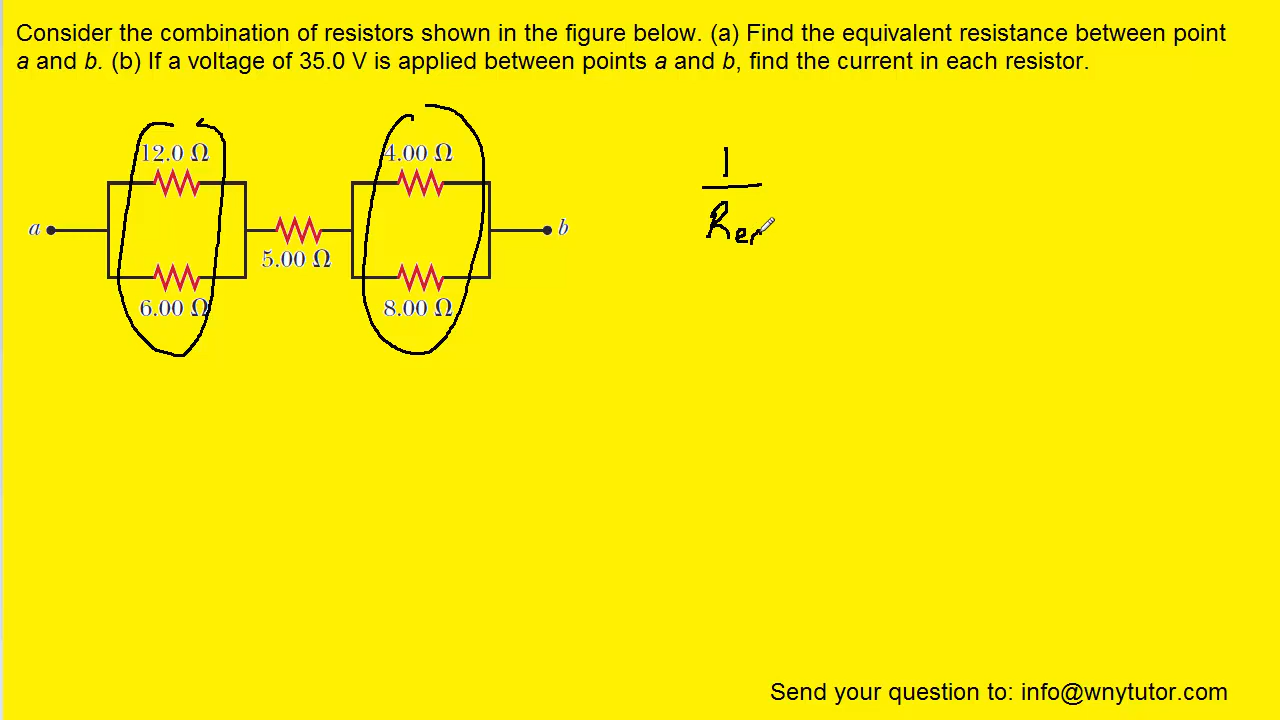 Consider the combination of resistors shown in the figure below. (a) Find the equivalent resistance between point
a and b. (b) If a voltage of 35.0 V is applied between points a and b, find the current in each resistor.
12.0 Ω
4.00 Ω
a
b
5.00 Ω
6.00 Ω
8.00 Ω
1
Rer
Send your question to: info@wnytutor.com